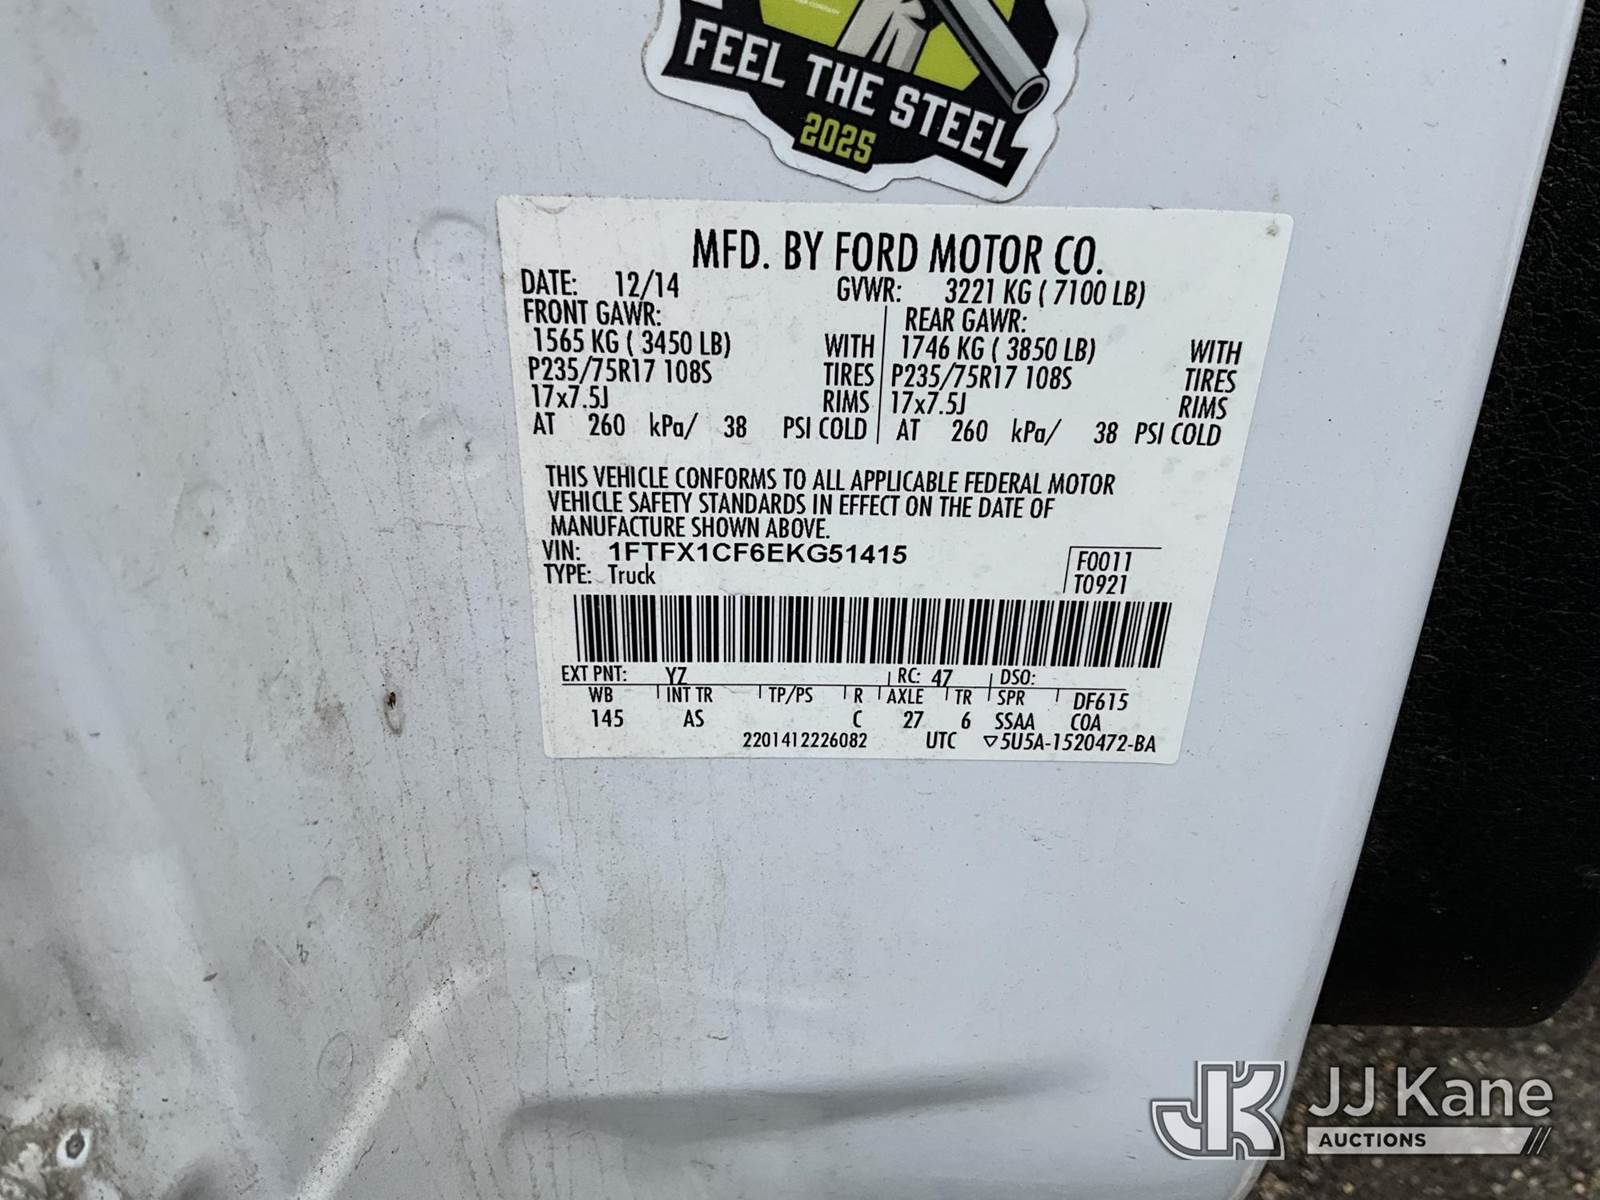 FEEL THE STEEL
2025
MFD. BY FORD MOTOR CO.
DATE: 12/14 GVWR: 3221 KG ( 7100 LB)
FRONT GAWR: REAR GAWR:
1565 KG ( 3450 LB) WITH 1746 KG ( 3850 LB) WITH
P235/75R17 108S TIRES P235/75R17 108S TIRES
17x7.5J RIMS 17x7.5J RIMS
AT 260 kPa/ 38 PSI COLD AT 260 kPa/ 38 PSI COLD
THIS VEHICLE CONFORMS TO ALL APPLICABLE FEDERAL MOTOR
VEHICLE SAFETY STANDARDS IN EFFECT ON THE DATE OF
MANUFACTURE SHOWN ABOVE.
VIN: 1FTFX1CF6EKG51415 F0011
TYPE: Truck T0921
EXT PNT: YZ RC: 47 DSO:
WB INT TR TP/PS R AXLE TR SPR DF615
145 AS C 27 6 SSAA COA
2201412226082 UTC ▽5U5A-1520472-BA
JK JJ Kane
AUCTIONS